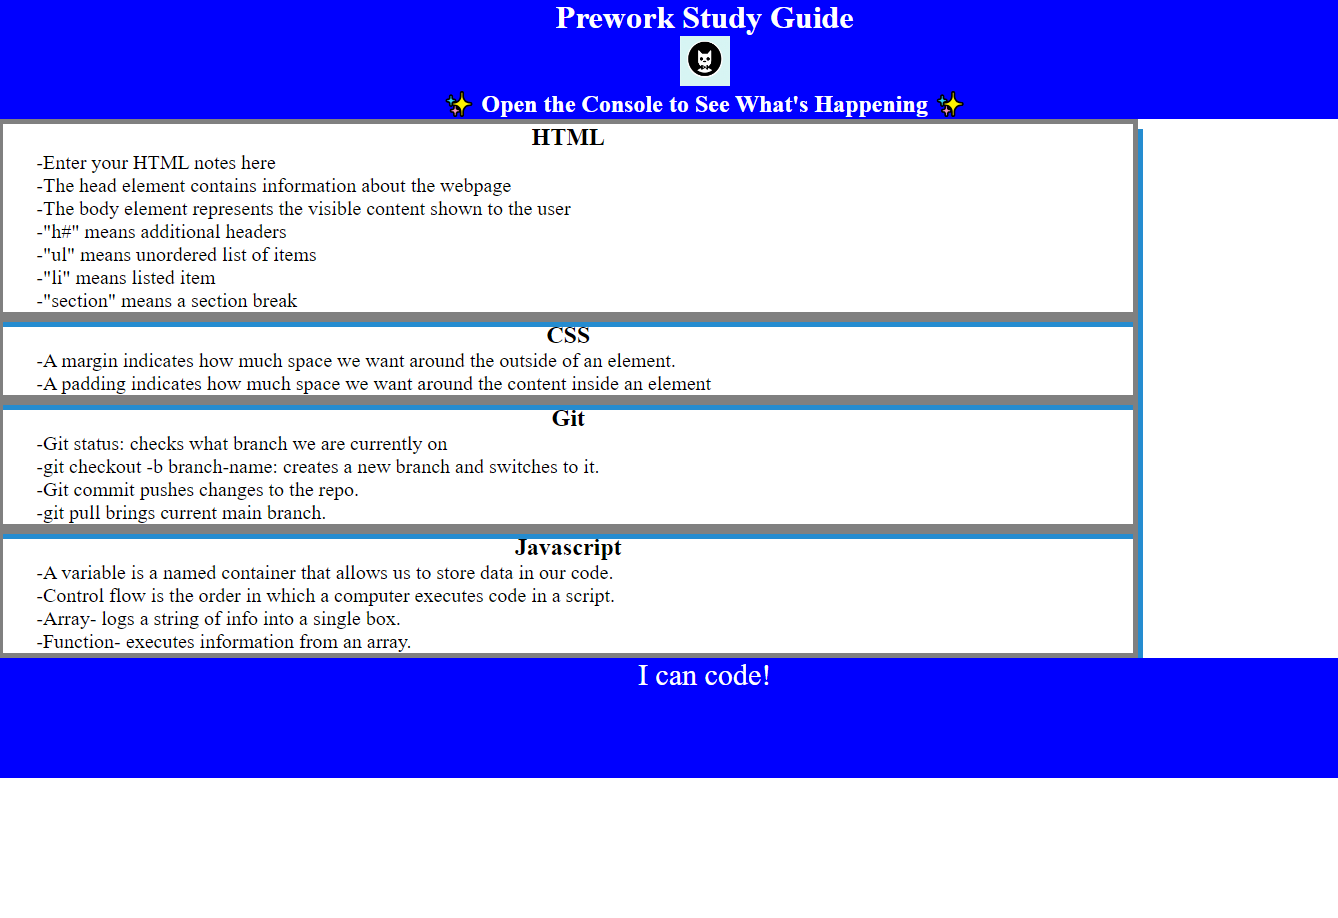 Prework Study Guide
✨ Open the Console to See What's Happening ✨
HTML
-Enter your HTML notes here
-The head element contains information about the webpage
-The body element represents the visible content shown to the user
-"h#" means additional headers
-"ul" means unordered list of items
-"li" means listed item
-"section" means a section break
CSS
-A margin indicates how much space we want around the outside of an element.
-A padding indicates how much space we want around the content inside an element
Git
-Git status: checks what branch we are currently on
-git checkout -b branch-name: creates a new branch and switches to it.
-Git commit pushes changes to the repo.
-git pull brings current main branch.
Javascript
-A variable is a named container that allows us to store data in our code.
-Control flow is the order in which a computer executes code in a script.
-Array- logs a string of info into a single box.
-Function- executes information from an array.
I can code!